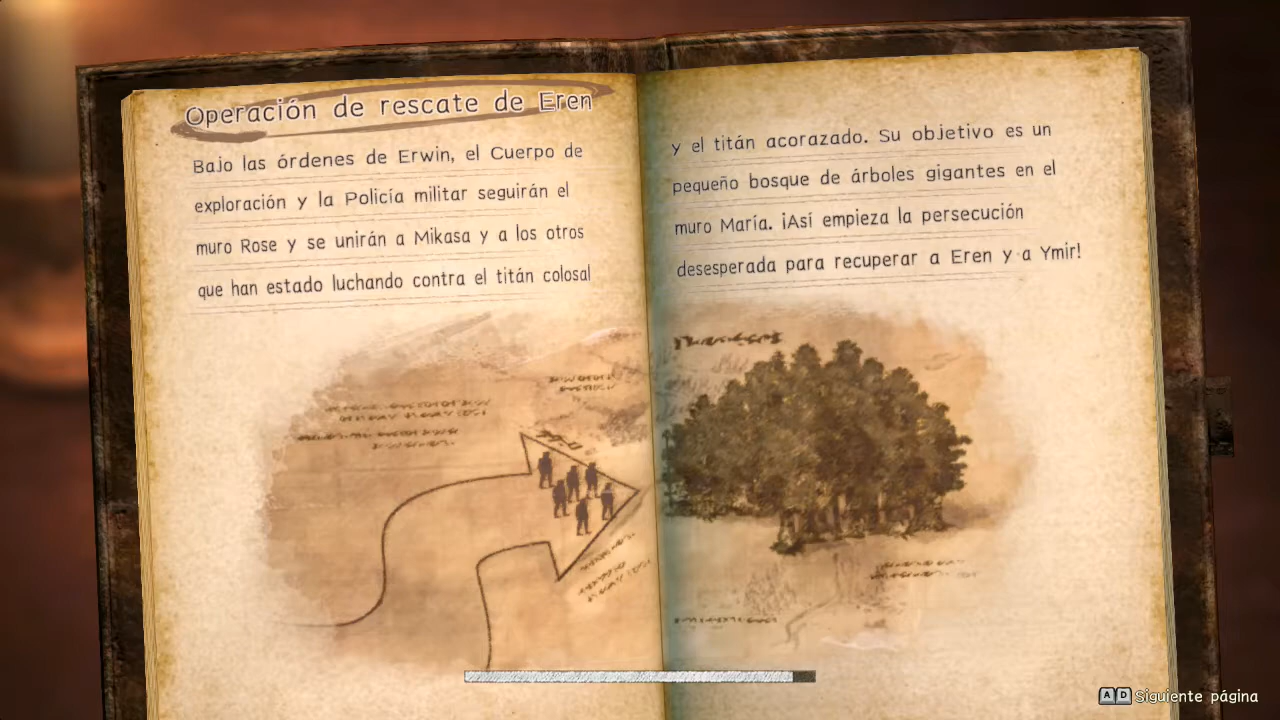 Operación de rescate de Eren
Bajo las órdenes de Erwin, el Cuerpo de
exploración y la Policía militar seguirán el
muro Rose y se unirán a Mikasa y a los otros
que han estado luchando contra el titán colosal
y el titán acorazado. Su objetivo es un
pequeño bosque de árboles gigantes en el
muro María. ¡Así empieza la persecución
desesperada para recuperar a Eren y a Ymir!
A D Siguiente página